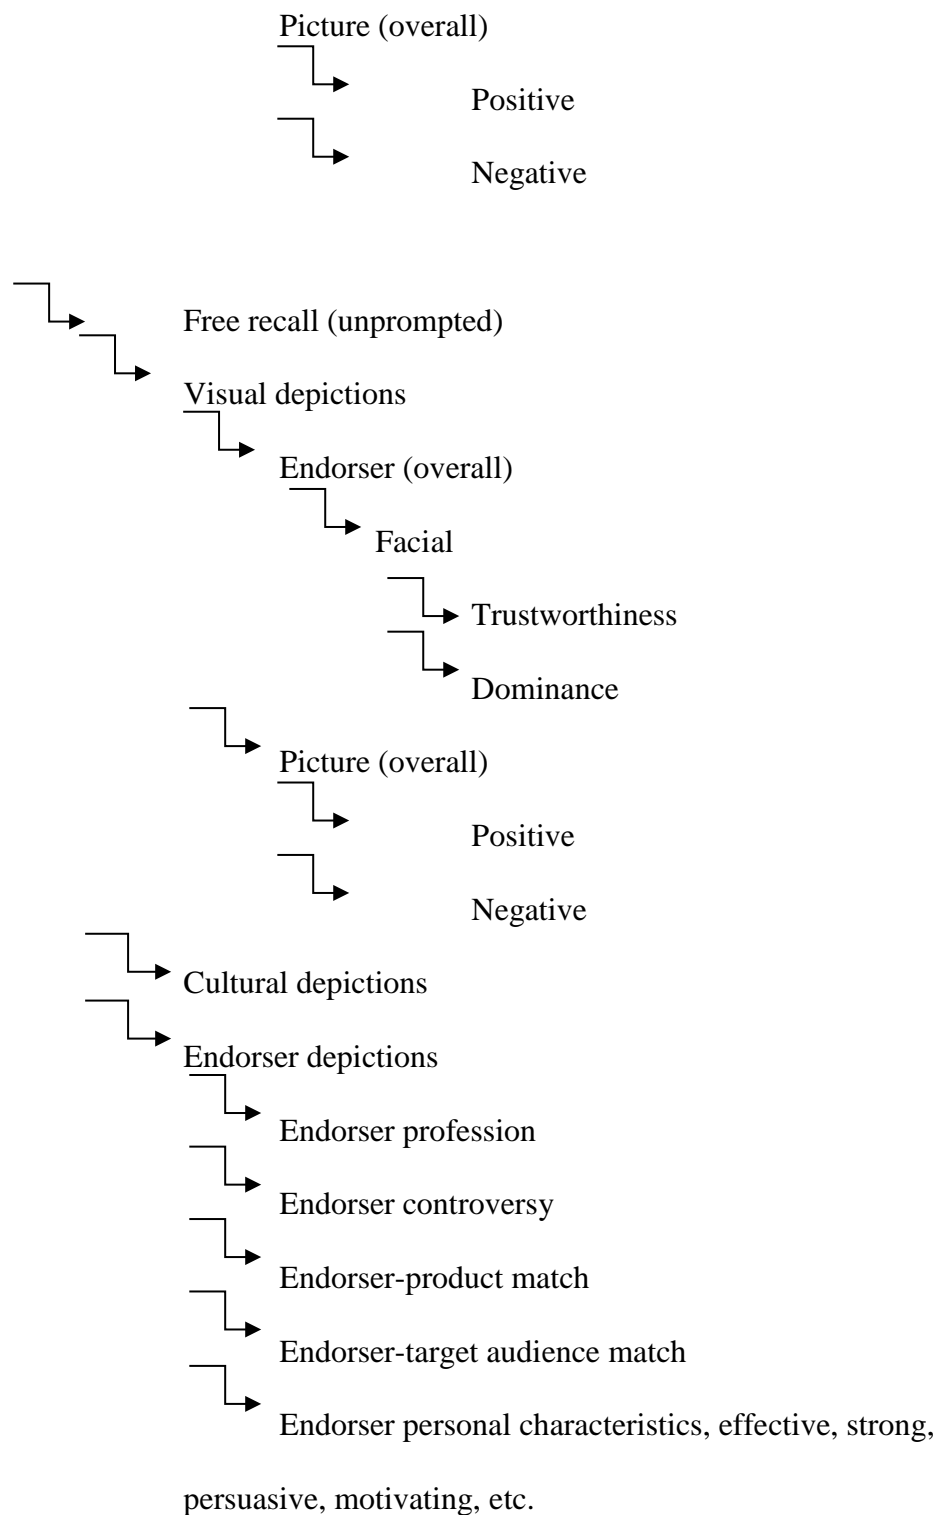 Picture (overall)
Positive
Negative
Free recall (unprompted)
Visual depictions
Endorser (overall)
Facial
Trustworthiness
Dominance
Picture (overall)
Positive
Negative
Cultural depictions
Endorser depictions
Endorser profession
Endorser controversy
Endorser-product match
Endorser-target audience match
Endorser personal characteristics, effective, strong,
persuasive, motivating, etc.